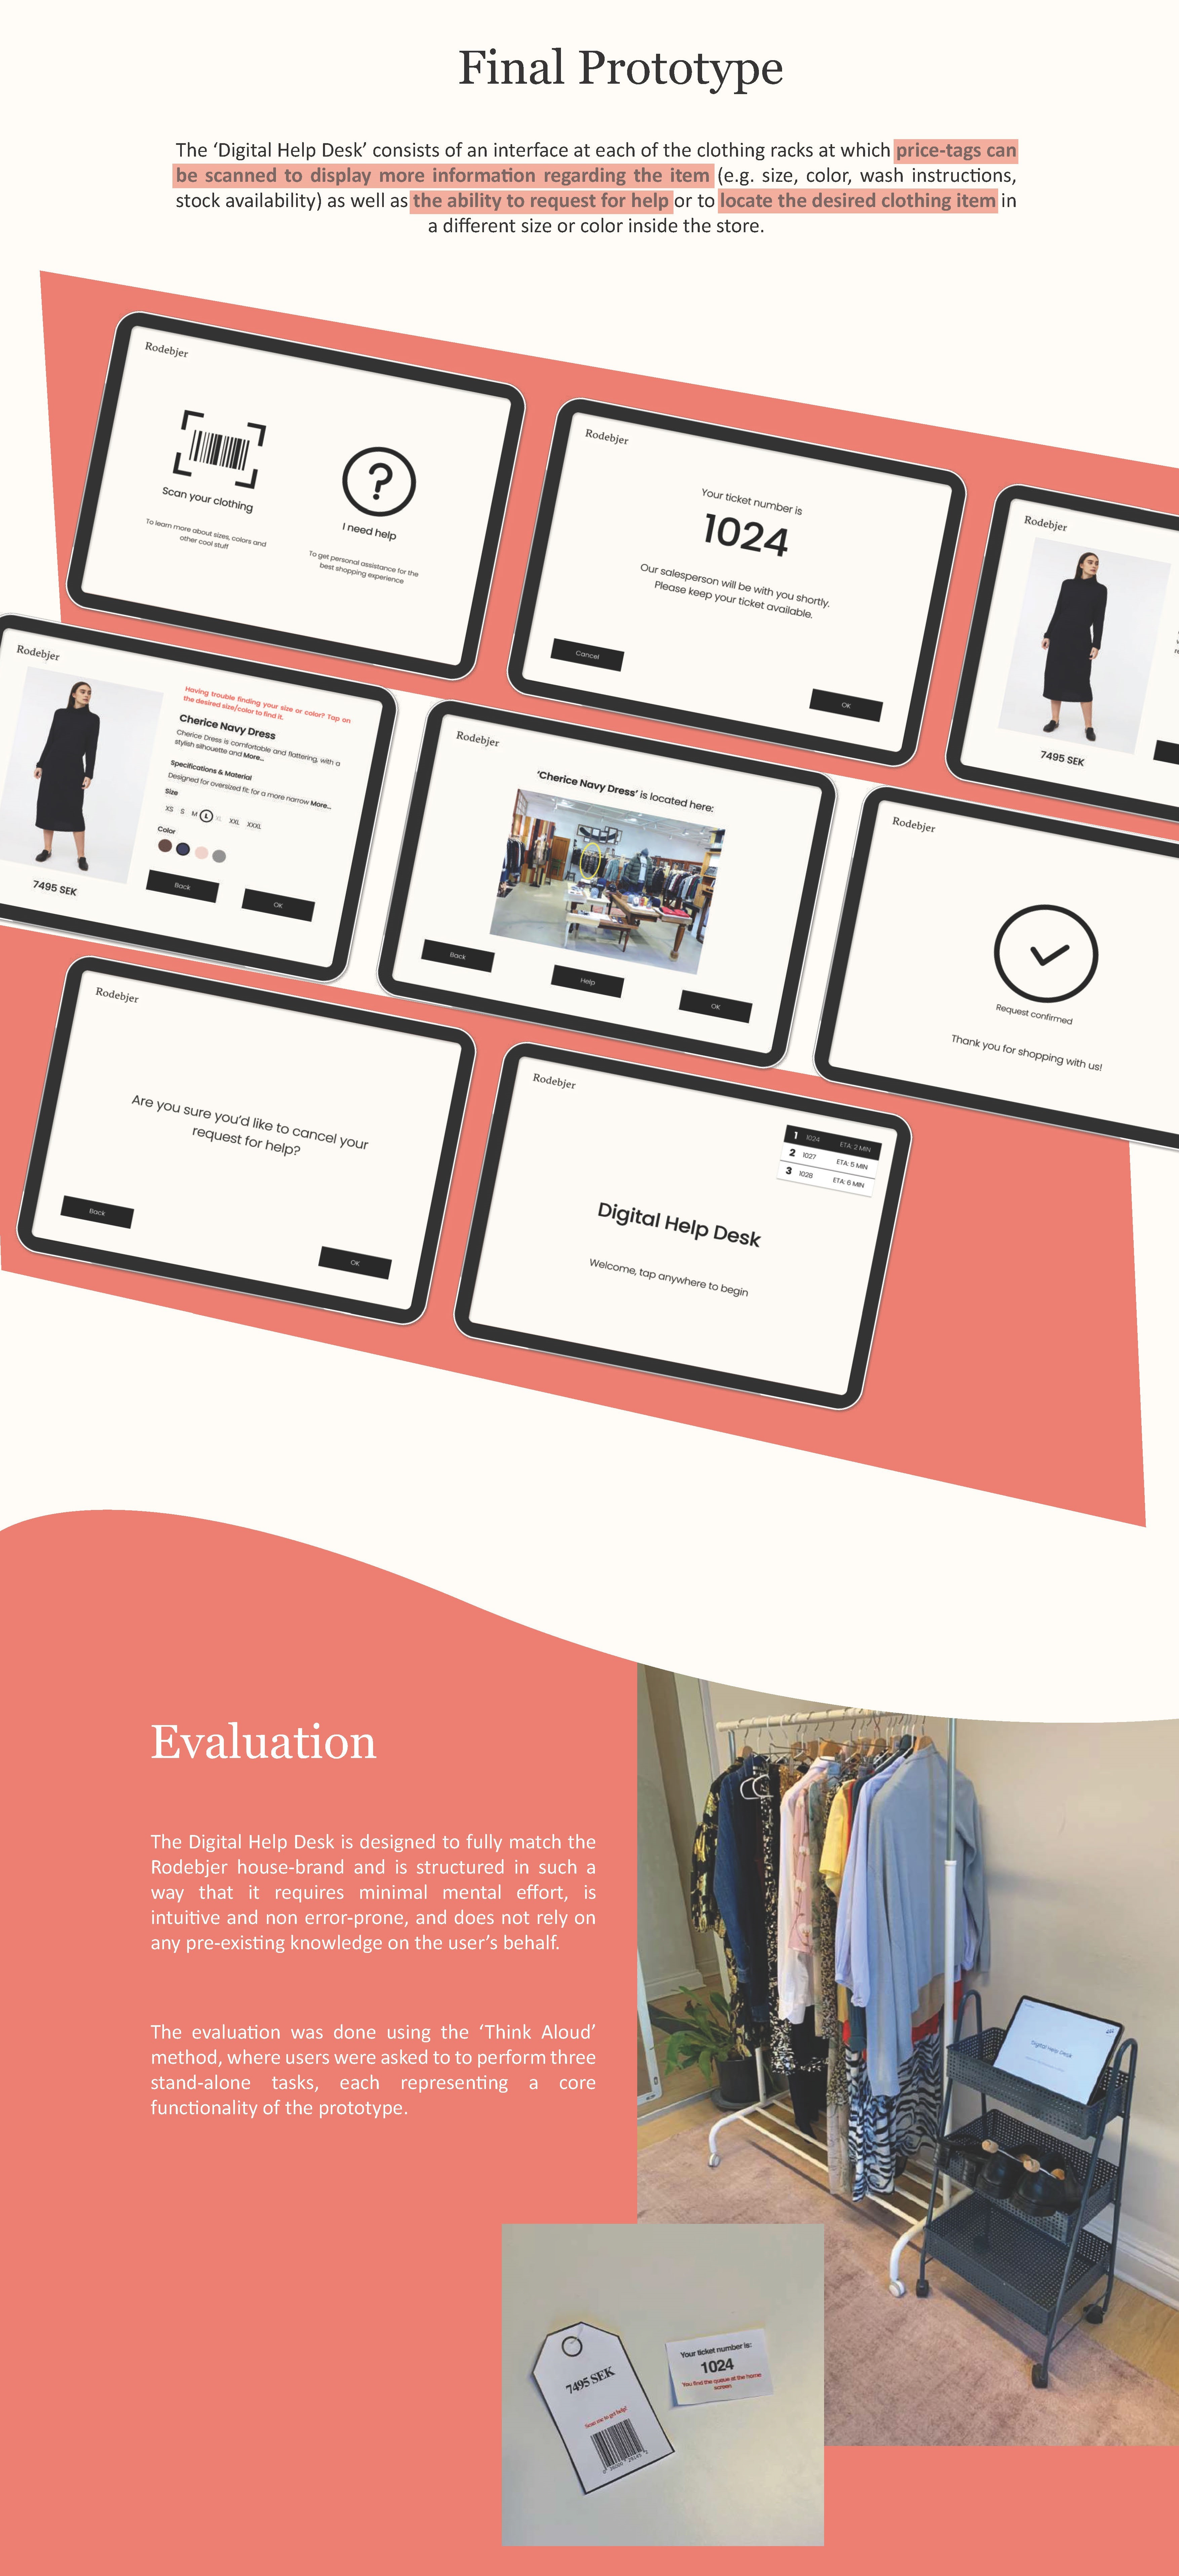 Final Prototype
The ‘Digital Help Desk’ consists of an interface at each of the clothing racks at which price-tags can
be scanned to display more information regarding the item (e.g. size, color, wash instructions,
stock availability) as well as the ability to request for help or to locate the desired clothing item in
a different size or color inside the store.
Rodebjer
Scan your clothing
To learn more about sizes, colors and
other cool stuff
I need help
To get personal assistance for the
best shopping experience
Rodebjer
Your ticket number is
1024
Our salesperson will be with you shortly.
Please keep your ticket available.
Cancel
OK
Rodebjer
7495 SEK
Rodebjer
Having trouble finding your size or color? Tap on
the desired size/color to find it.
Cherice Navy Dress
Cherice Dress is comfortable and flattering, with a
stylish silhouette and More...
Specifications & Material
Designed for oversized fit: for a more narrow More...
Size
XS S M L XL XXL XXXL
Color
7495 SEK
Back
OK
Rodebjer
‘Cherice Navy Dress’ is located here:
Back
Help
OK
Rodebjer
Request confirmed
Thank you for shopping with us!
Rodebjer
Are you sure you’d like to cancel your
request for help?
Back
OK
Rodebjer
1 1024 ETA: 2 MIN
2 1027 ETA: 5 MIN
3 1028 ETA: 6 MIN
Digital Help Desk
Welcome, tap anywhere to begin
Evaluation
The Digital Help Desk is designed to fully match the
Rodebjer house-brand and is structured in such a
way that it requires minimal mental effort, is
intuitive and non error-prone, and does not rely on
any pre-existing knowledge on the user’s behalf.
The evaluation was done using the ‘Think Aloud’
method, where users were asked to to perform three
stand-alone tasks, each representing a core
functionality of the prototype.
Digital Help Desk
7495 SEK
Scan me to get help!
Your ticket number is:
1024
You find the queue at the home
screen.